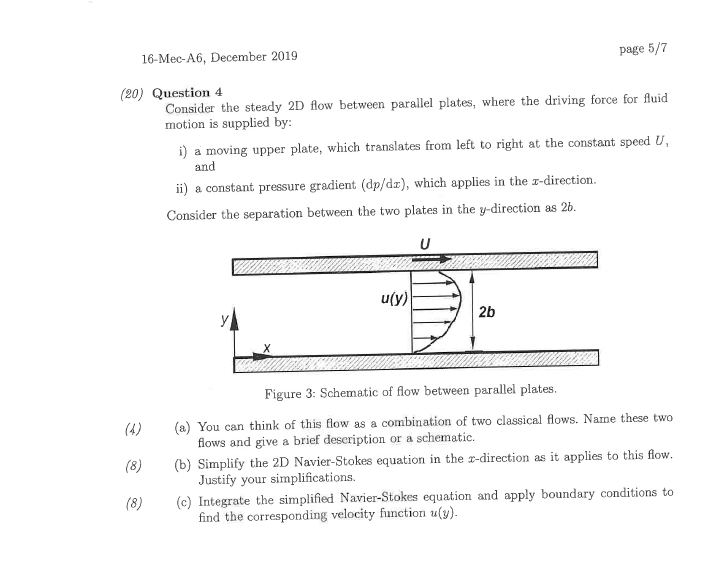 16-Mec-A6, December 2019
page 5/7
(20) Question 4
Consider the steady 2D flow between parallel plates, where the driving force for fluid
motion is supplied by:
i) a moving upper plate, which translates from left to right at the constant speed U,
and
ii) a constant pressure gradient (dp/dx), which applies in the x-direction.
Consider the separation between the two plates in the y-direction as 2b.
U
u(y)
2b
y
x
Figure 3: Schematic of flow between parallel plates.
(4) (a) You can think of this flow as a combination of two classical flows. Name these two
flows and give a brief description or a schematic.
(8) (b) Simplify the 2D Navier-Stokes equation in the x-direction as it applies to this flow.
Justify your simplifications.
(8) (c) Integrate the simplified Navier-Stokes equation and apply boundary conditions to
find the corresponding velocity function u(y).